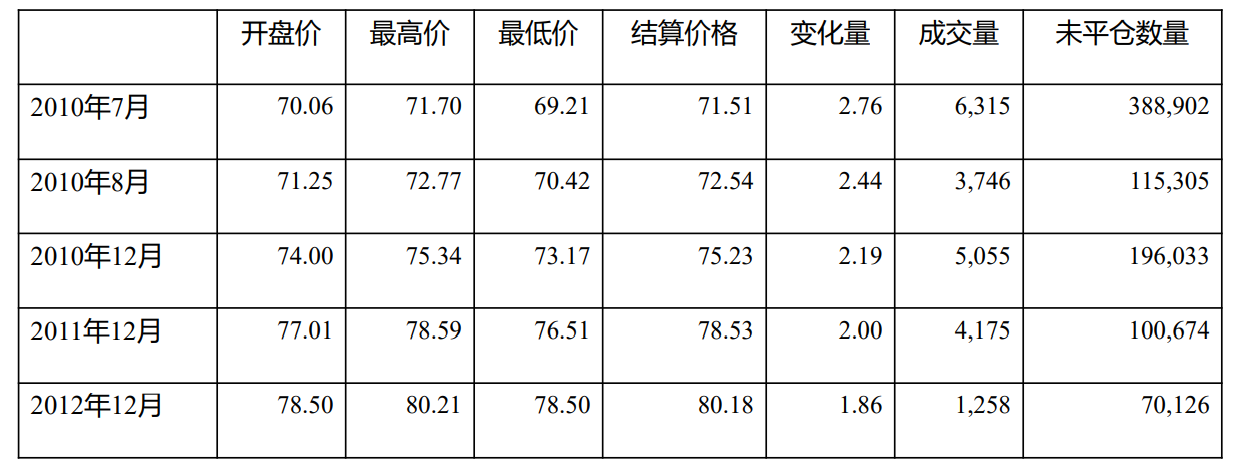 开盘价 最高价 最低价 结算价格 变化量 成交量 未平仓数量
2010年7月 70.06 71.70 69.21 71.51 2.76 6,315 388,902
2010年8月 71.25 72.77 70.42 72.54 2.44 3,746 115,305
2010年12月 74.00 75.34 73.17 75.23 2.19 5,055 196,033
2011年12月 77.01 78.59 76.51 78.53 2.00 4,175 100,674
2012年12月 78.50 80.21 78.50 80.18 1.86 1,258 70,126